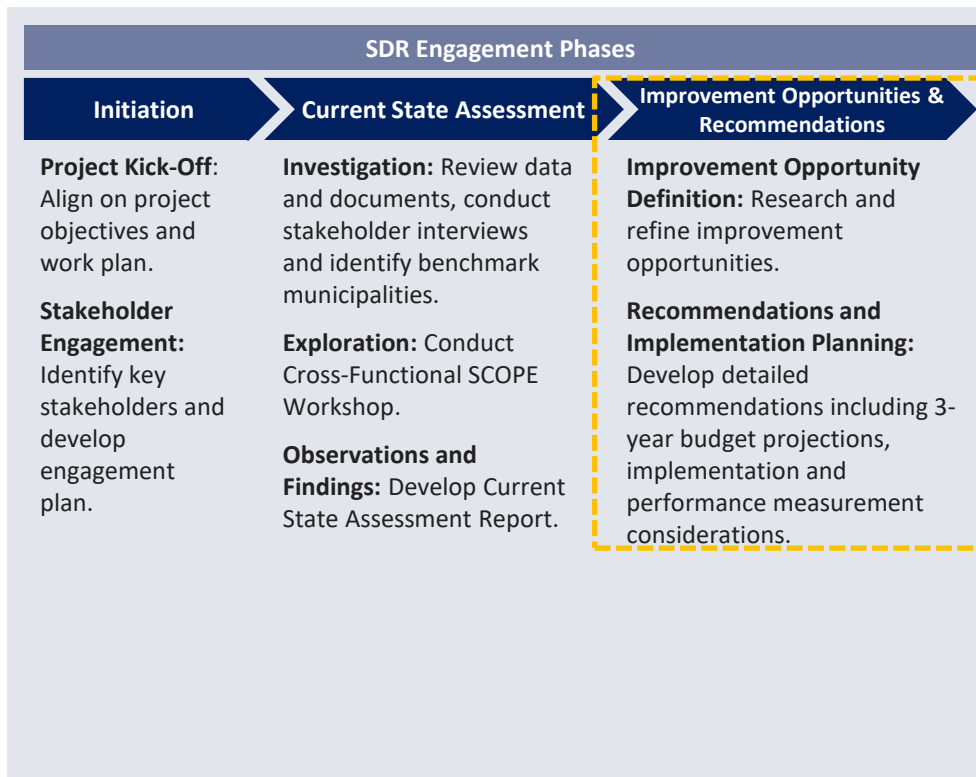 SDR Engagement Phases
Initiation
Current State Assessment
Improvement Opportunities &
Recommendations
Project Kick-Off:
Align on project
objectives and
work plan.
Stakeholder
Engagement:
Identify key
stakeholders and
develop
engagement
plan.
Investigation: Review data
and documents, conduct
stakeholder interviews
and identify benchmark
municipalities.
Exploration: Conduct
Cross-Functional SCOPE
Workshop.
Observations and
Findings: Develop Current
State Assessment Report.
Improvement Opportunity
Definition: Research and
refine improvement
opportunities.
Recommendations and
Implementation Planning:
Develop detailed
recommendations including 3-
year budget projections,
implementation and
performance measurement
considerations.